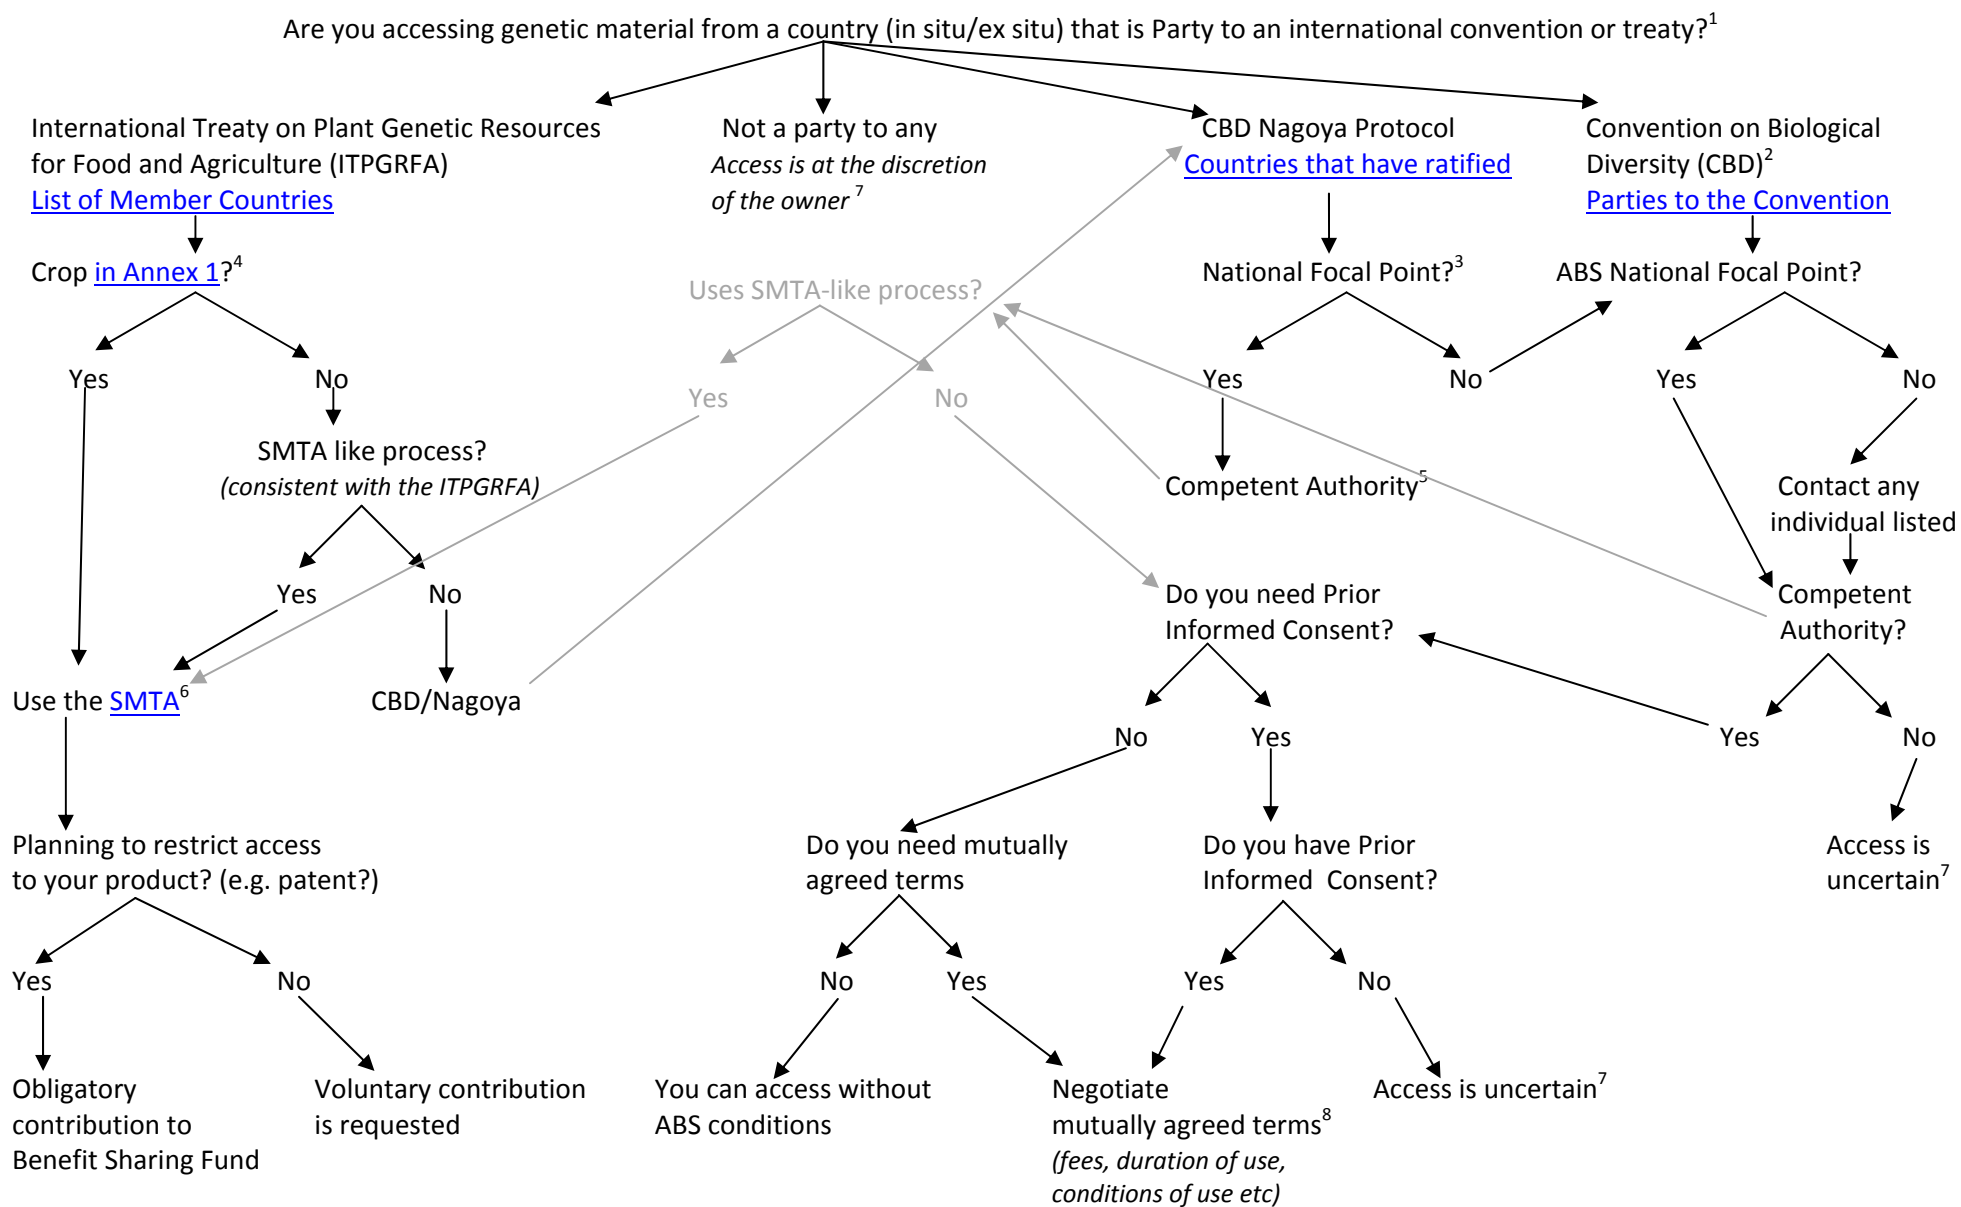 Are you accessing genetic material from a country (in situ/ex situ) that is Party to an international convention or treaty?1
International Treaty on Plant Genetic Resources
for Food and Agriculture (ITPGRFA)
List of Member Countries
Not a party to any
Access is at the discretion
of the owner 7
CBD Nagoya Protocol
Countries that have ratified
Convention on Biological
Diversity (CBD)2
Parties to the Convention
Crop in Annex 1?4
Uses SMTA-like process?
National Focal Point?3
ABS National Focal Point?
Yes
No
Yes
No
Yes
No
Yes
No
SMTA like process?
(consistent with the ITPGRFA)
Competent Authority5
Contact any
individual listed
Yes
No
Do you need Prior
Informed Consent?
Competent
Authority?
Use the SMTA6
CBD/Nagoya
No
Yes
Yes
No
Planning to restrict access
to your product? (e.g. patent?)
Do you need mutually
agreed terms
Do you have Prior
Informed  Consent?
Access is
uncertain7
Yes
No
No
Yes
Yes
No
Obligatory
contribution to
Benefit Sharing Fund
Voluntary contribution
is requested
You can access without
ABS conditions
Negotiate
mutually agreed terms8
(fees, duration of use,
conditions of use etc)
Access is uncertain7